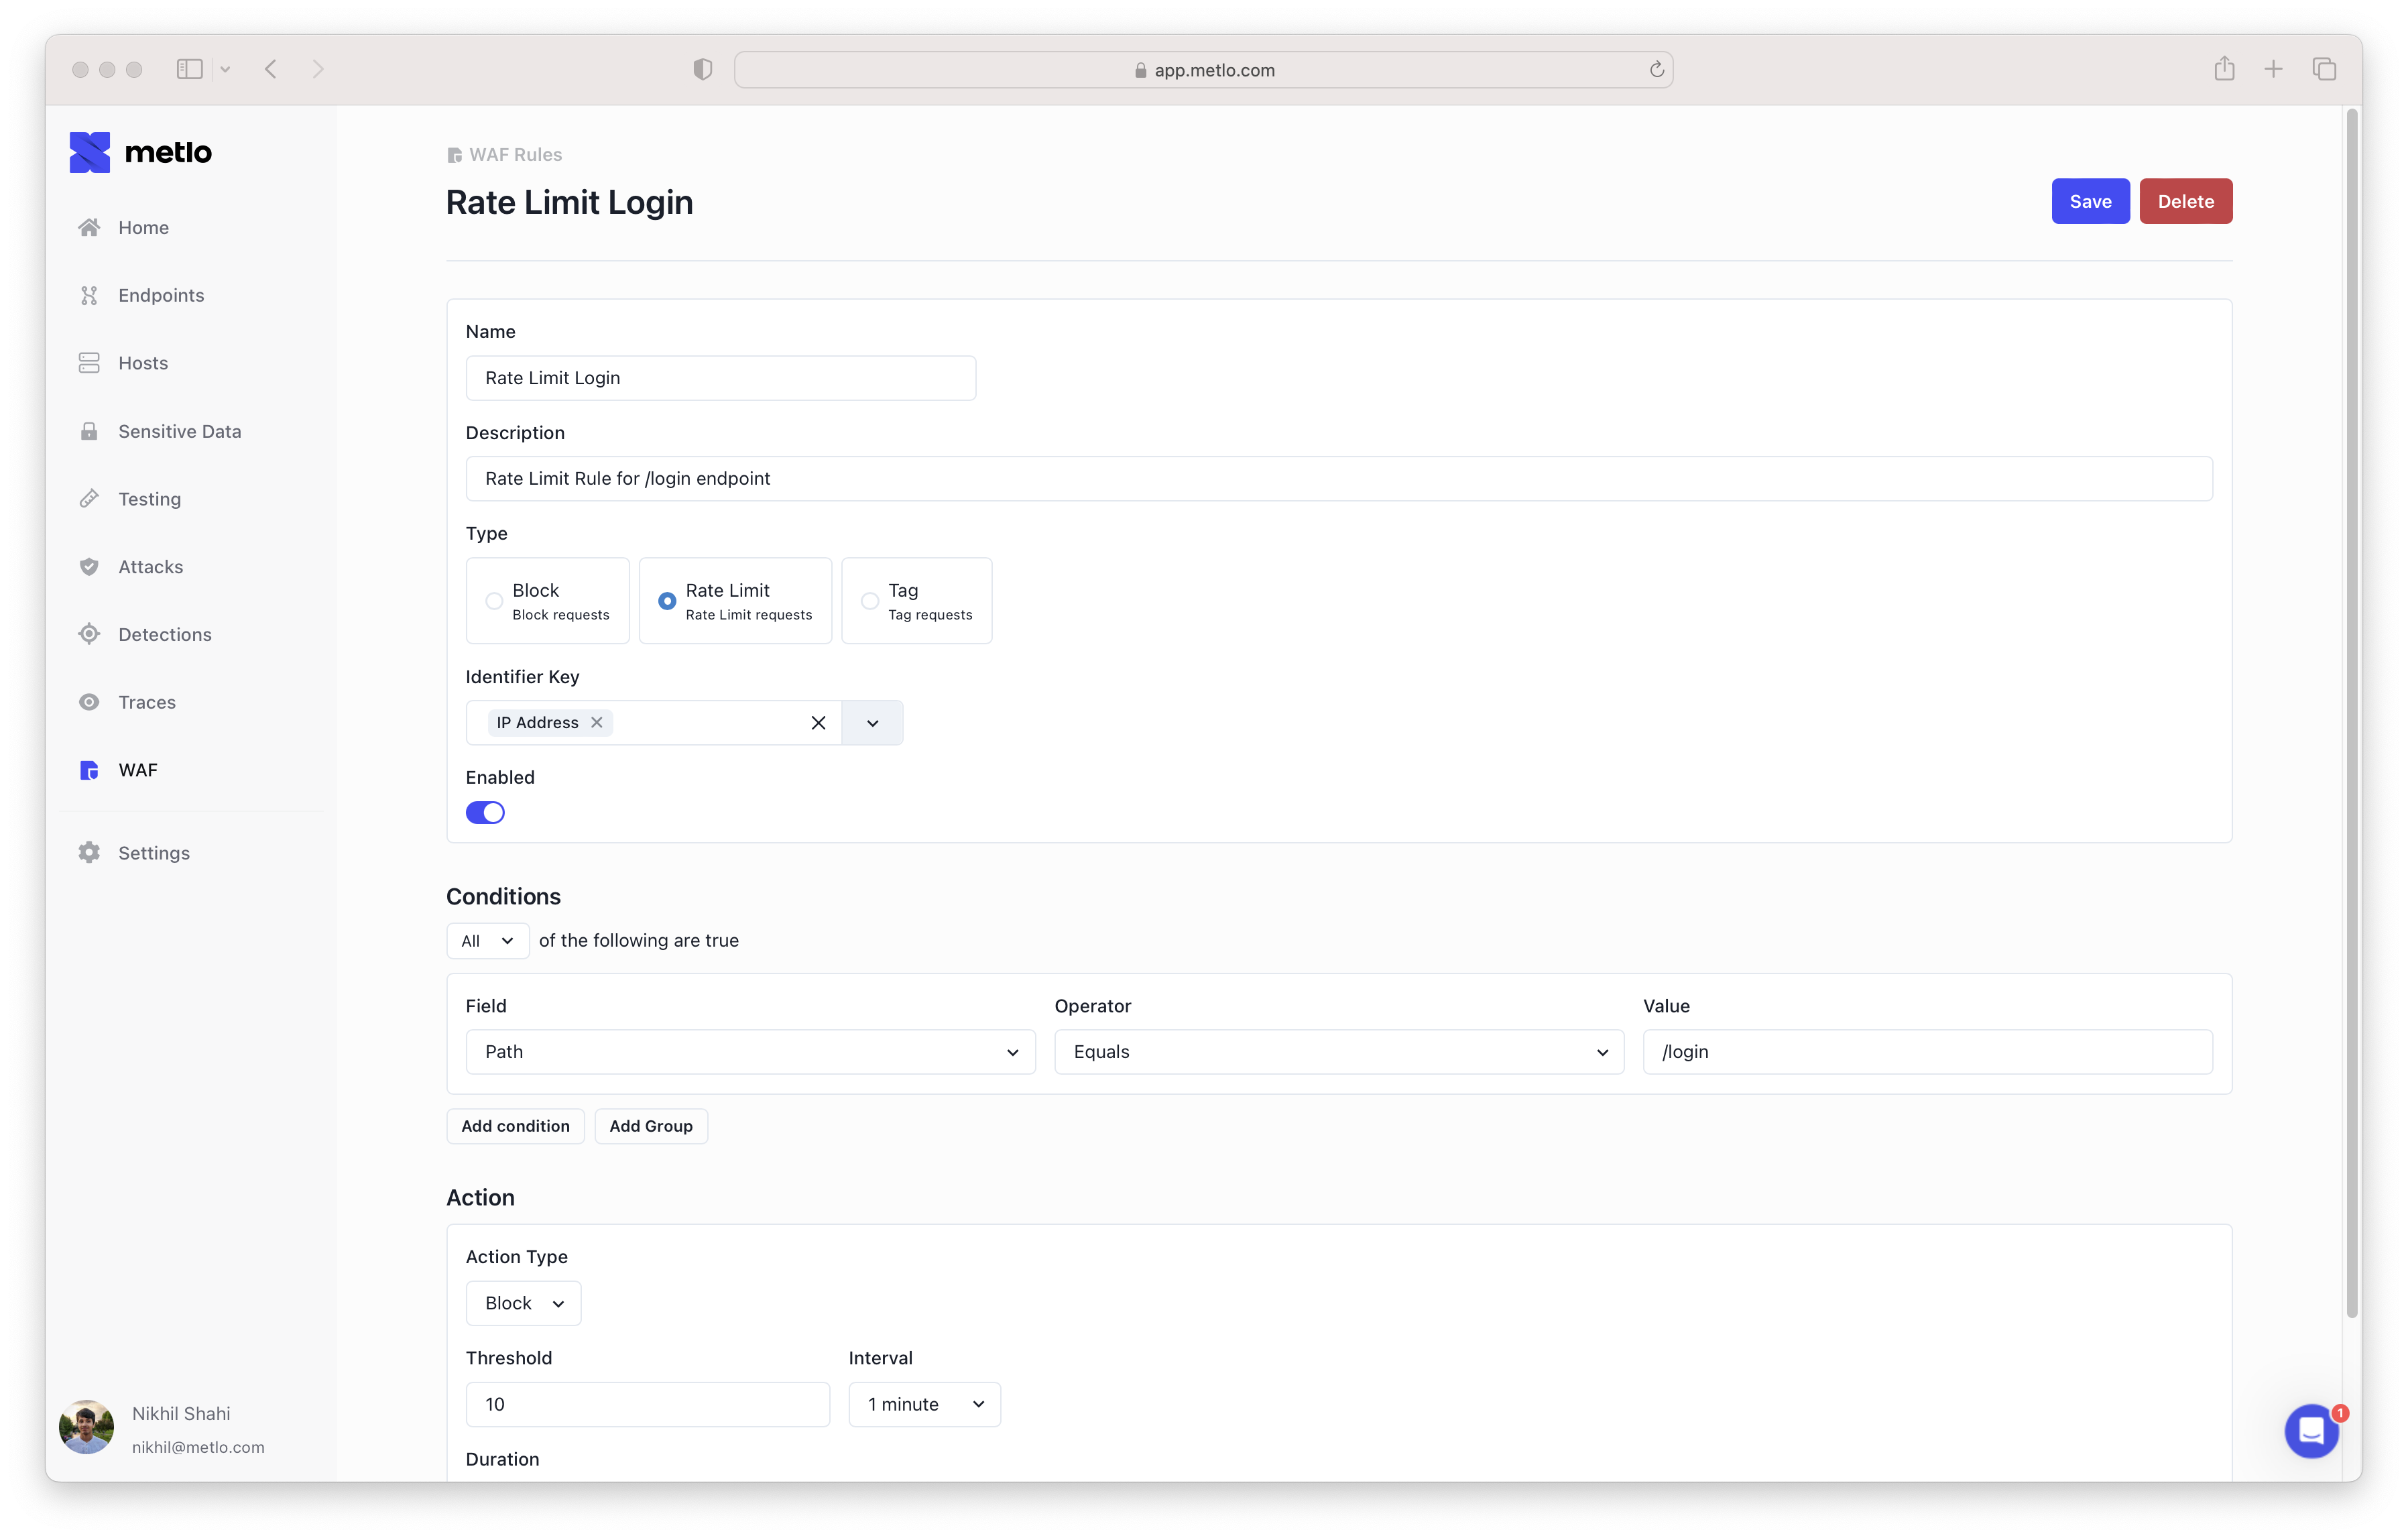 app.metlo.com
metlo
Home
Endpoints
Hosts
Sensitive Data
Testing
Attacks
Detections
Traces
WAF
Settings
Nikhil Shahi
nikhil@metlo.com
WAF Rules
Rate Limit Login
Save
Delete
Name
Rate Limit Login
Description
Rate Limit Rule for /login endpoint
Type
Block
Block requests
Rate Limit
Rate Limit requests
Tag
Tag requests
Identifier Key
IP Address
Enabled
Conditions
All of the following are true
Field Operator Value
Path Equals /login
Add condition Add Group
Action
Action Type
Block
Threshold Interval
10 1 minute
Duration
1